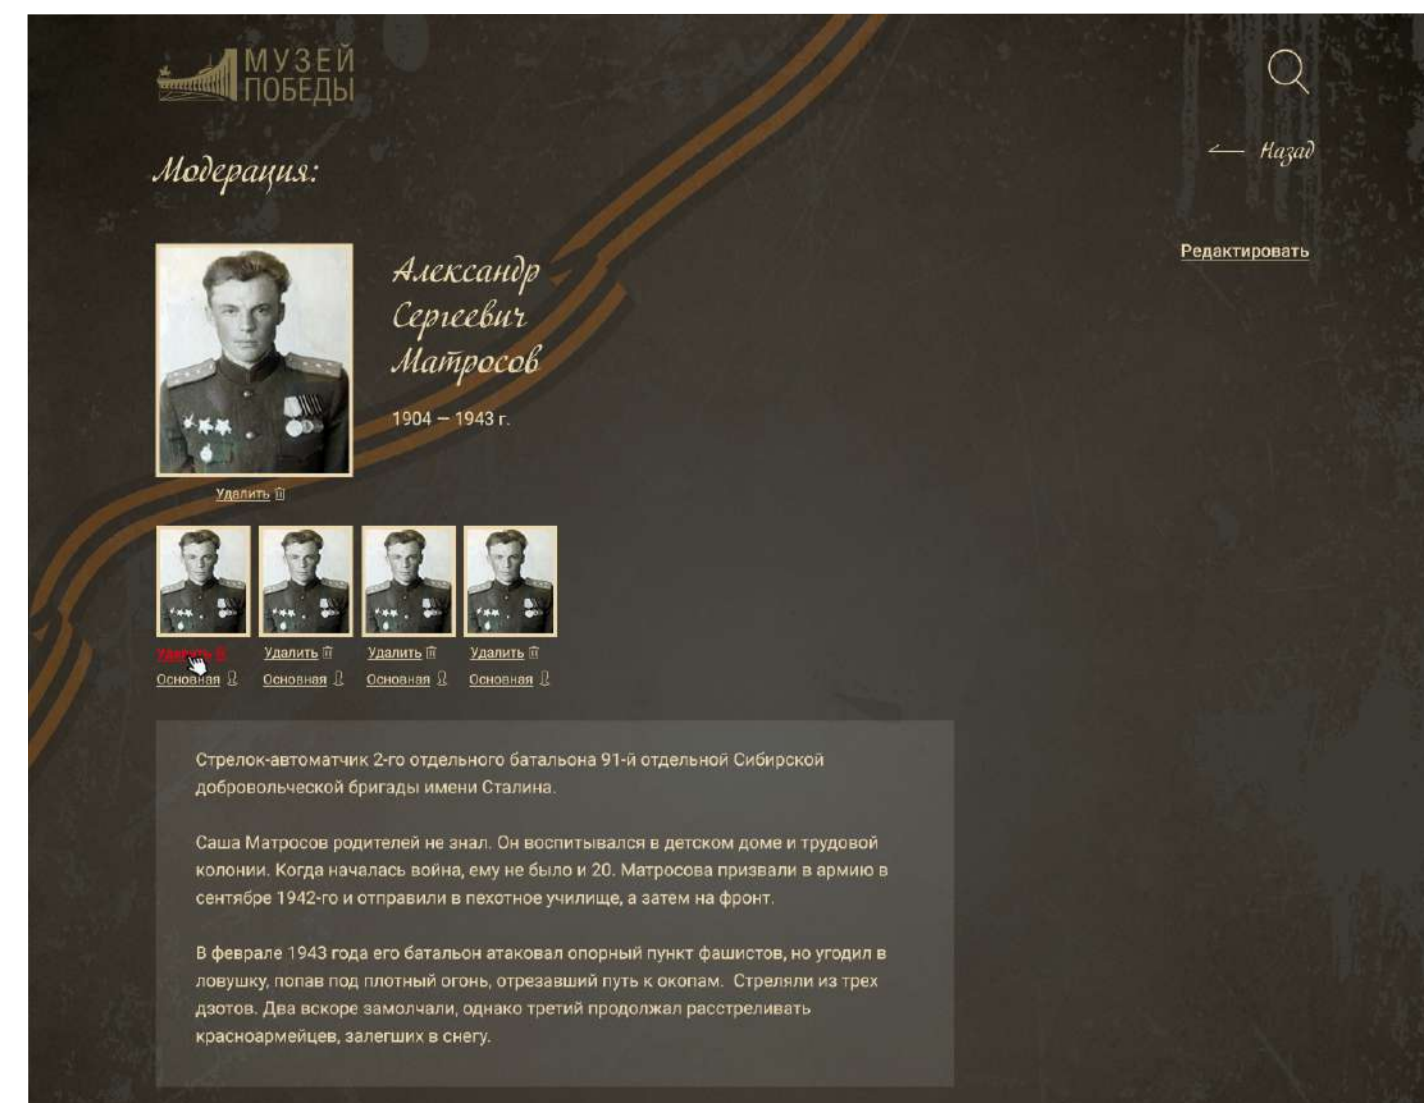 МУЗЕЙ
ПОБЕДЫ
Назад
Модерация:
Редактировать
Александр
Сергеевич
Матросов
1904 — 1943 г.
Удалить
Удалить Удалить Удалить Удалить
Основная Основная Основная Основная
Стрелок-автоматчик 2-го отдельного батальона 91-й отдельной Сибирской
добровольческой бригады имени Сталина.
Саша Матросов родителей не знал. Он воспитывался в детском доме и трудовой
колонии. Когда началась война, ему не было и 20. Матросова призвали в армию в
сентябре 1942-го и отправили в пехотное училище, а затем на фронт.
В феврале 1943 года его батальон атаковал опорный пункт фашистов, но угодил в
ловушку, попав под плотный огонь, отрезавший путь к окопам. Стреляли из трех
дзотов. Два вскоре замолчали, однако третий продолжал расстреливать
красноармейцев, залегших в снегу.